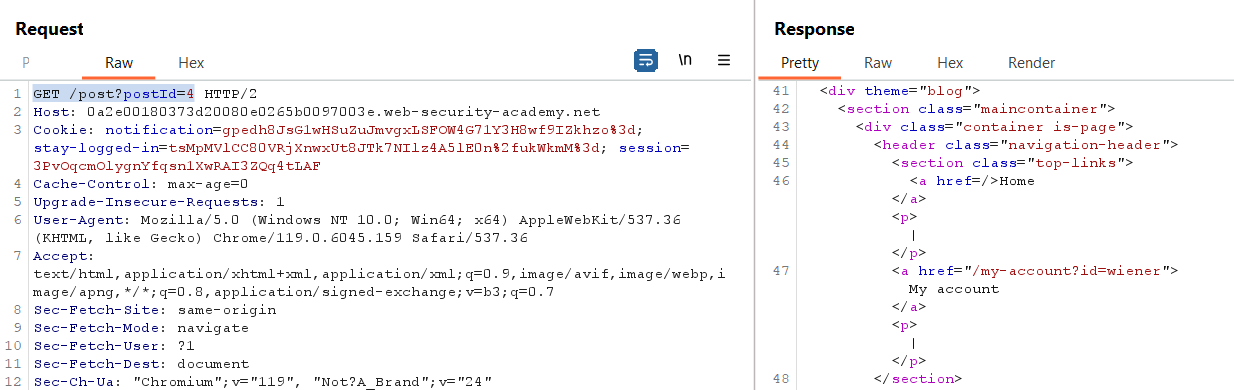 Request
P Raw Hex \n
1 GET /post?postId=4 HTTP/2
2 Host: 0a2e00180373d20080e0265b0097003e.web-security-academy.net
3 Cookie: notification=gpedh8JsGlwHSuZuJmvgxLSFOW4G71Y3H8wf9IZkhzo%3d;
stay-logged-in=tsMpMVlCC80VRjXnwxUt8JTk7NIlz4A5lE0n%2fukWkmM%3d; session=
3PvOqcmOlygnYfqsnlXwRAI3ZQq4tLAF
4 Cache-Control: max-age=0
5 Upgrade-Insecure-Requests: 1
6 User-Agent: Mozilla/5.0 (Windows NT 10.0; Win64; x64) AppleWebKit/537.36
(KHTML, like Gecko) Chrome/119.0.6045.159 Safari/537.36
7 Accept:
text/html,application/xhtml+xml,application/xml;q=0.9,image/avif,image/webp,i
mage/apng,*/*;q=0.8,application/signed-exchange;v=b3;q=0.7
8 Sec-Fetch-Site: same-origin
9 Sec-Fetch-Mode: navigate
10 Sec-Fetch-User: ?1
11 Sec-Fetch-Dest: document
12 Sec-Ch-Ua: "Chromium";v="119", "Not?A_Brand";v="24"
Response
Pretty Raw Hex Render
41 <div theme="blog">
42 <section class="maincontainer">
43 <div class="container is-page">
44 <header class="navigation-header">
45 <section class="top-links">
46 <a href=/>Home
</a>
<p>
|
</p>
47 <a href="/my-account?id=wiener">
My account
</a>
<p>
|
</p>
48 </section>